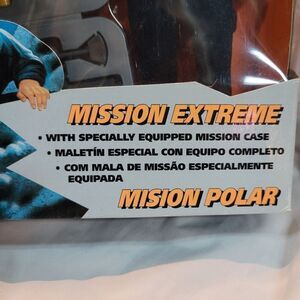 MISSION EXTREME
• WITH SPECIALLY EQUIPPED MISSION CASE
• MALETÍN ESPECIAL CON EQUIPO COMPLETO
• COM MALA DE MISSÃO ESPECIALMENTE
EQUIPADA
MISION POLAR